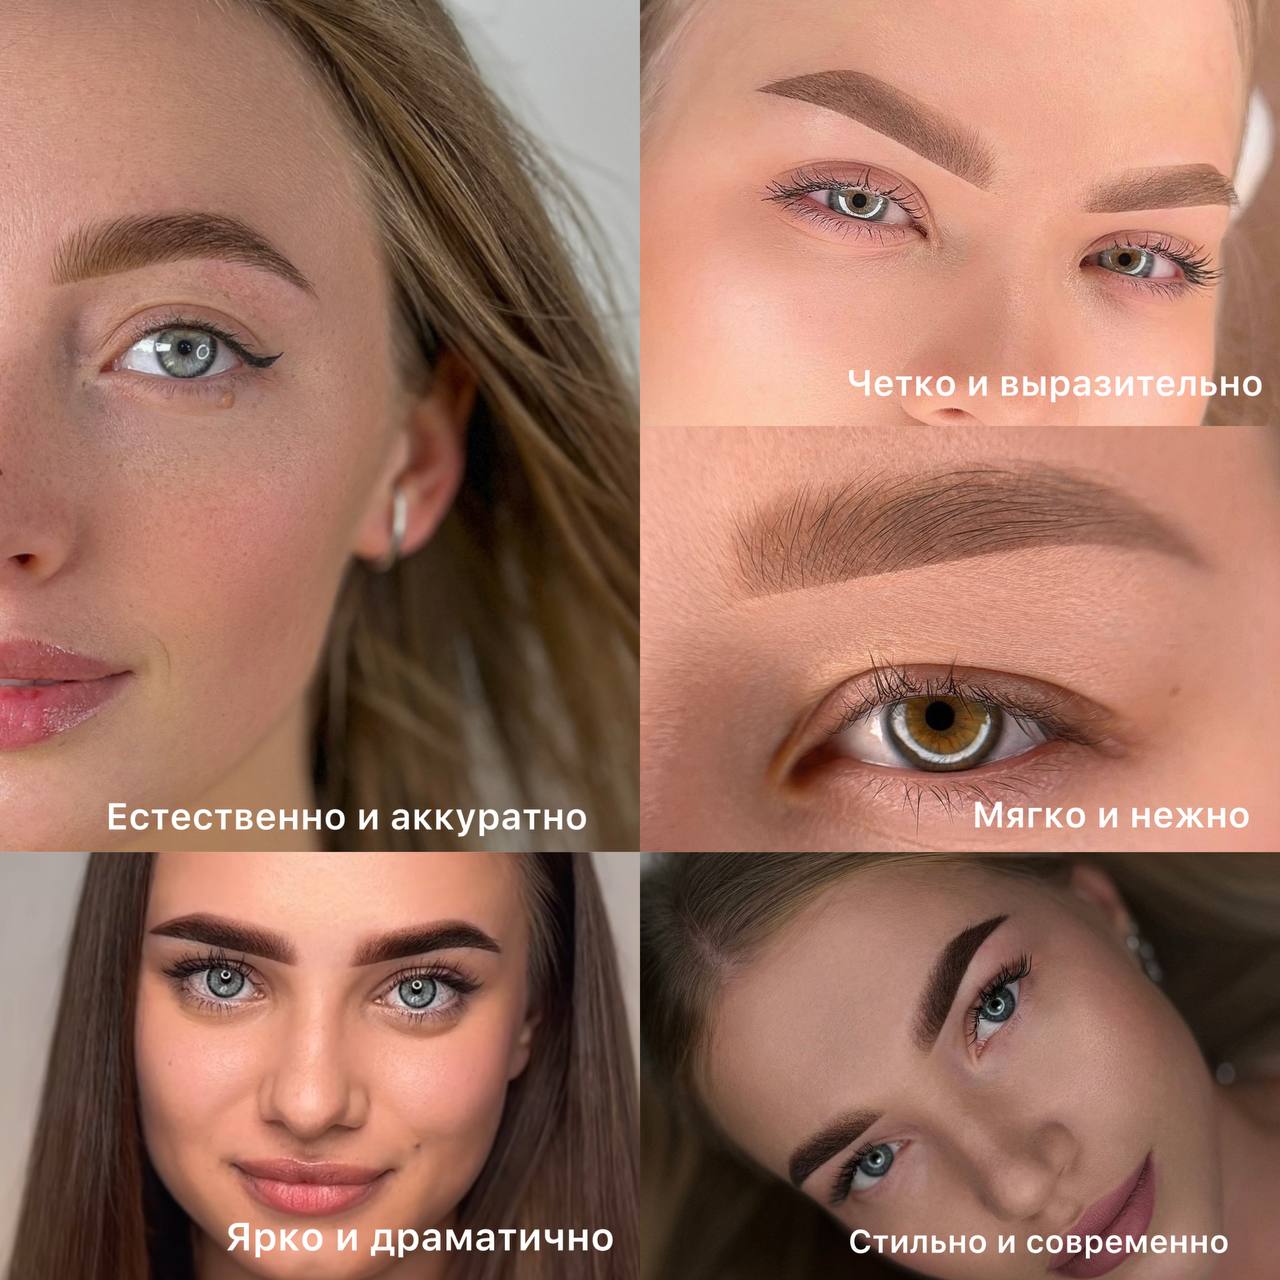 Четко и выразительно
Естественно и аккуратно
Мягко и нежно
Ярко и драматично
Стильно и современно